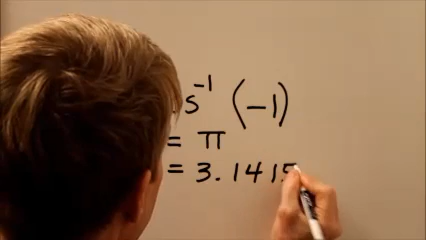 s⁻¹ (−1)
= π
= 3.1415